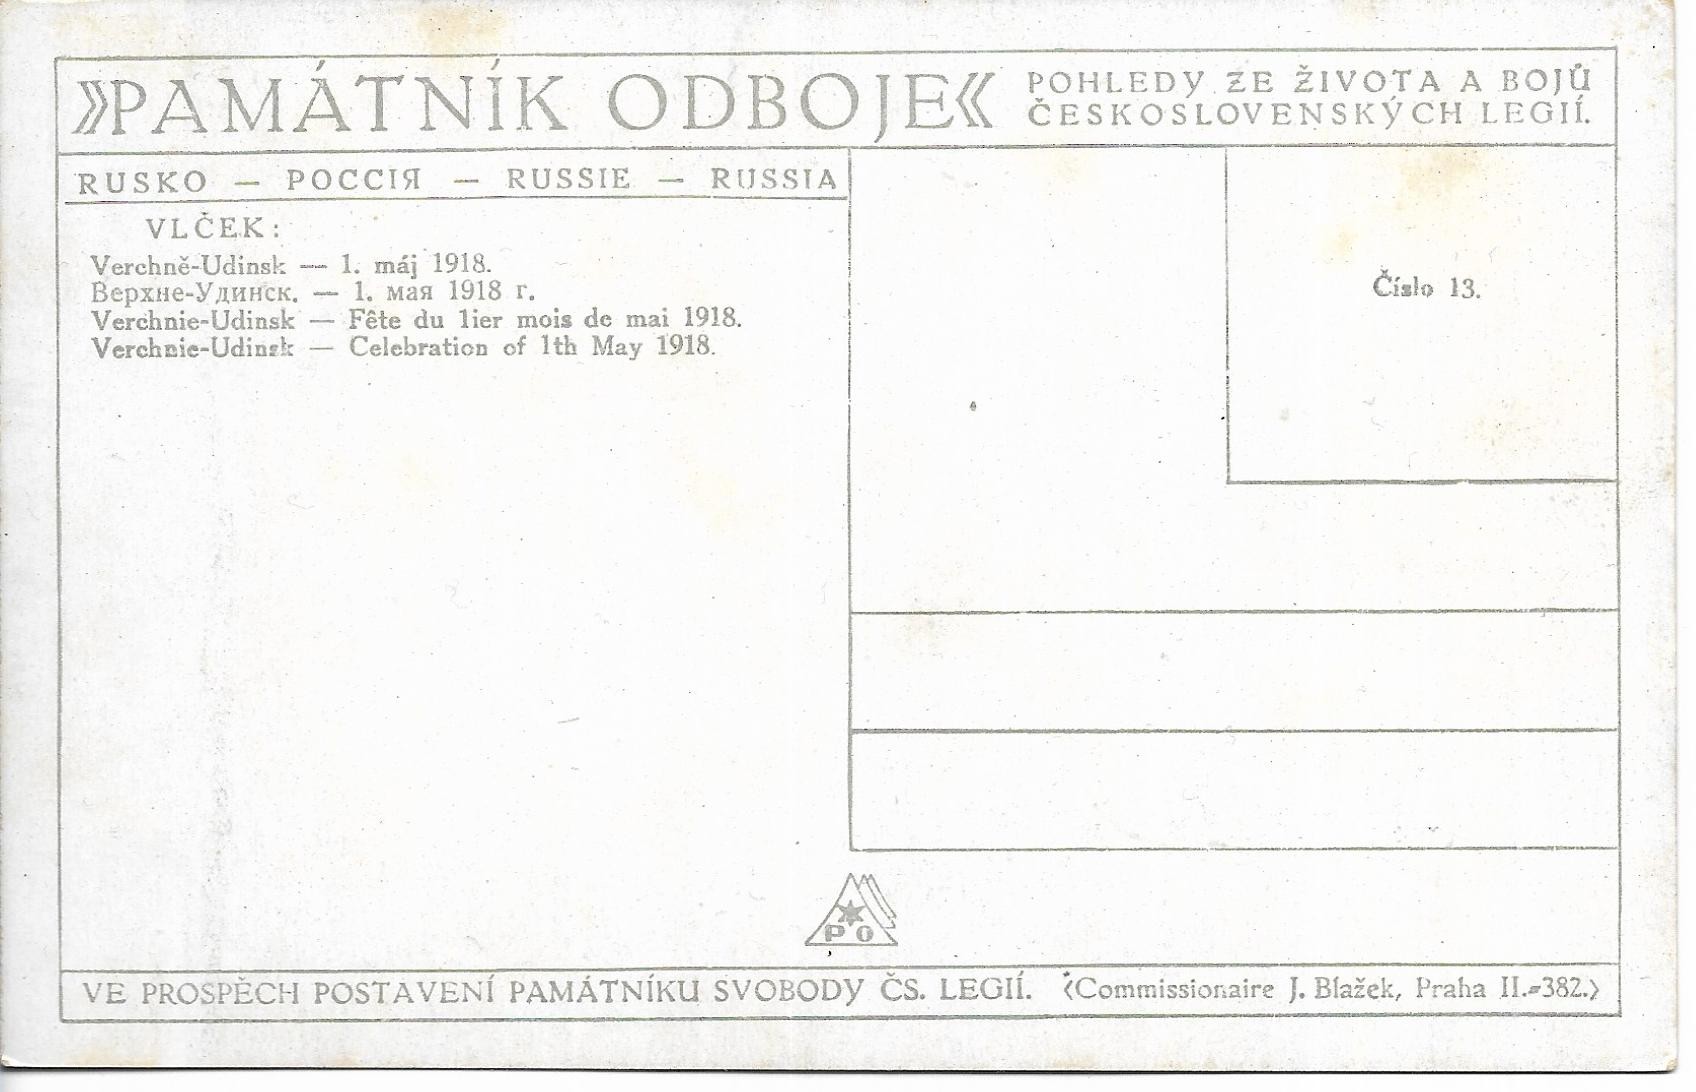 »PAMÁTNÍK ODBOJE«
POHLEDY ZE ŽIVOTA A BOJŮ
ČESKOSLOVENSKÝCH LEGIÍ.
RUSKO — РОССІЯ — RUSSIE — RUSSIA
VLČEK:
Verchně-Udinsk — 1. máj 1918.
Верхне-Удинск. — 1. мая 1918 г.
Verchnie-Udinsk — Fête du 1ier mois de mai 1918.
Verchnie-Udinsk — Celebration of 1th May 1918.
Číslo 13.
PO
VE PROSPĚCH POSTAVENÍ PAMÁTNÍKU SVOBODY ČS. LEGIÍ. (Commissionaire J. Blažek, Praha II.-382.)